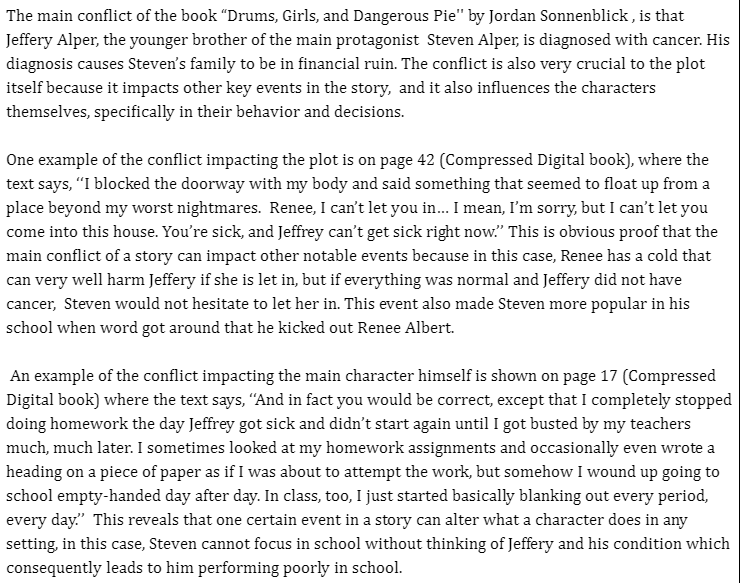 The main conflict of the book “Drums, Girls, and Dangerous Pie" by Jordan Sonnenblick , is that
Jeffery Alper, the younger brother of the main protagonist  Steven Alper, is diagnosed with cancer. His
diagnosis causes Steven’s family to be in financial ruin. The conflict is also very crucial to the plot
itself because it impacts other key events in the story,  and it also influences the characters
themselves, specifically in their behavior and decisions.

One example of the conflict impacting the plot is on page 42 (Compressed Digital book), where the
text says, “I blocked the doorway with my body and said something that seemed to float up from a
place beyond my worst nightmares.  Renee, I can’t let you in… I mean, I’m sorry, but I can’t let you
come into this house. You’re sick, and Jeffrey can’t get sick right now.” This is obvious proof that the
main conflict of a story can impact other notable events because in this case, Renee has a cold that
can very well harm Jeffery if she is let in, but if everything was normal and Jeffery did not have
cancer,  Steven would not hesitate to let her in. This event also made Steven more popular in his
school when word got around that he kicked out Renee Albert.

An example of the conflict impacting the main character himself is shown on page 17 (Compressed
Digital book) where the text says, “And in fact you would be correct, except that I completely stopped
doing homework the day Jeffrey got sick and didn’t start again until I got busted by my teachers
much, much later. I sometimes looked at my homework assignments and occasionally even wrote a
heading on a piece of paper as if I was about to attempt the work, but somehow I wound up going to
school empty-handed day after day. In class, too, I just started basically blanking out every period,
every day.”  This reveals that one certain event in a story can alter what a character does in any
setting, in this case, Steven cannot focus in school without thinking of Jeffery and his condition which
consequently leads to him performing poorly in school.